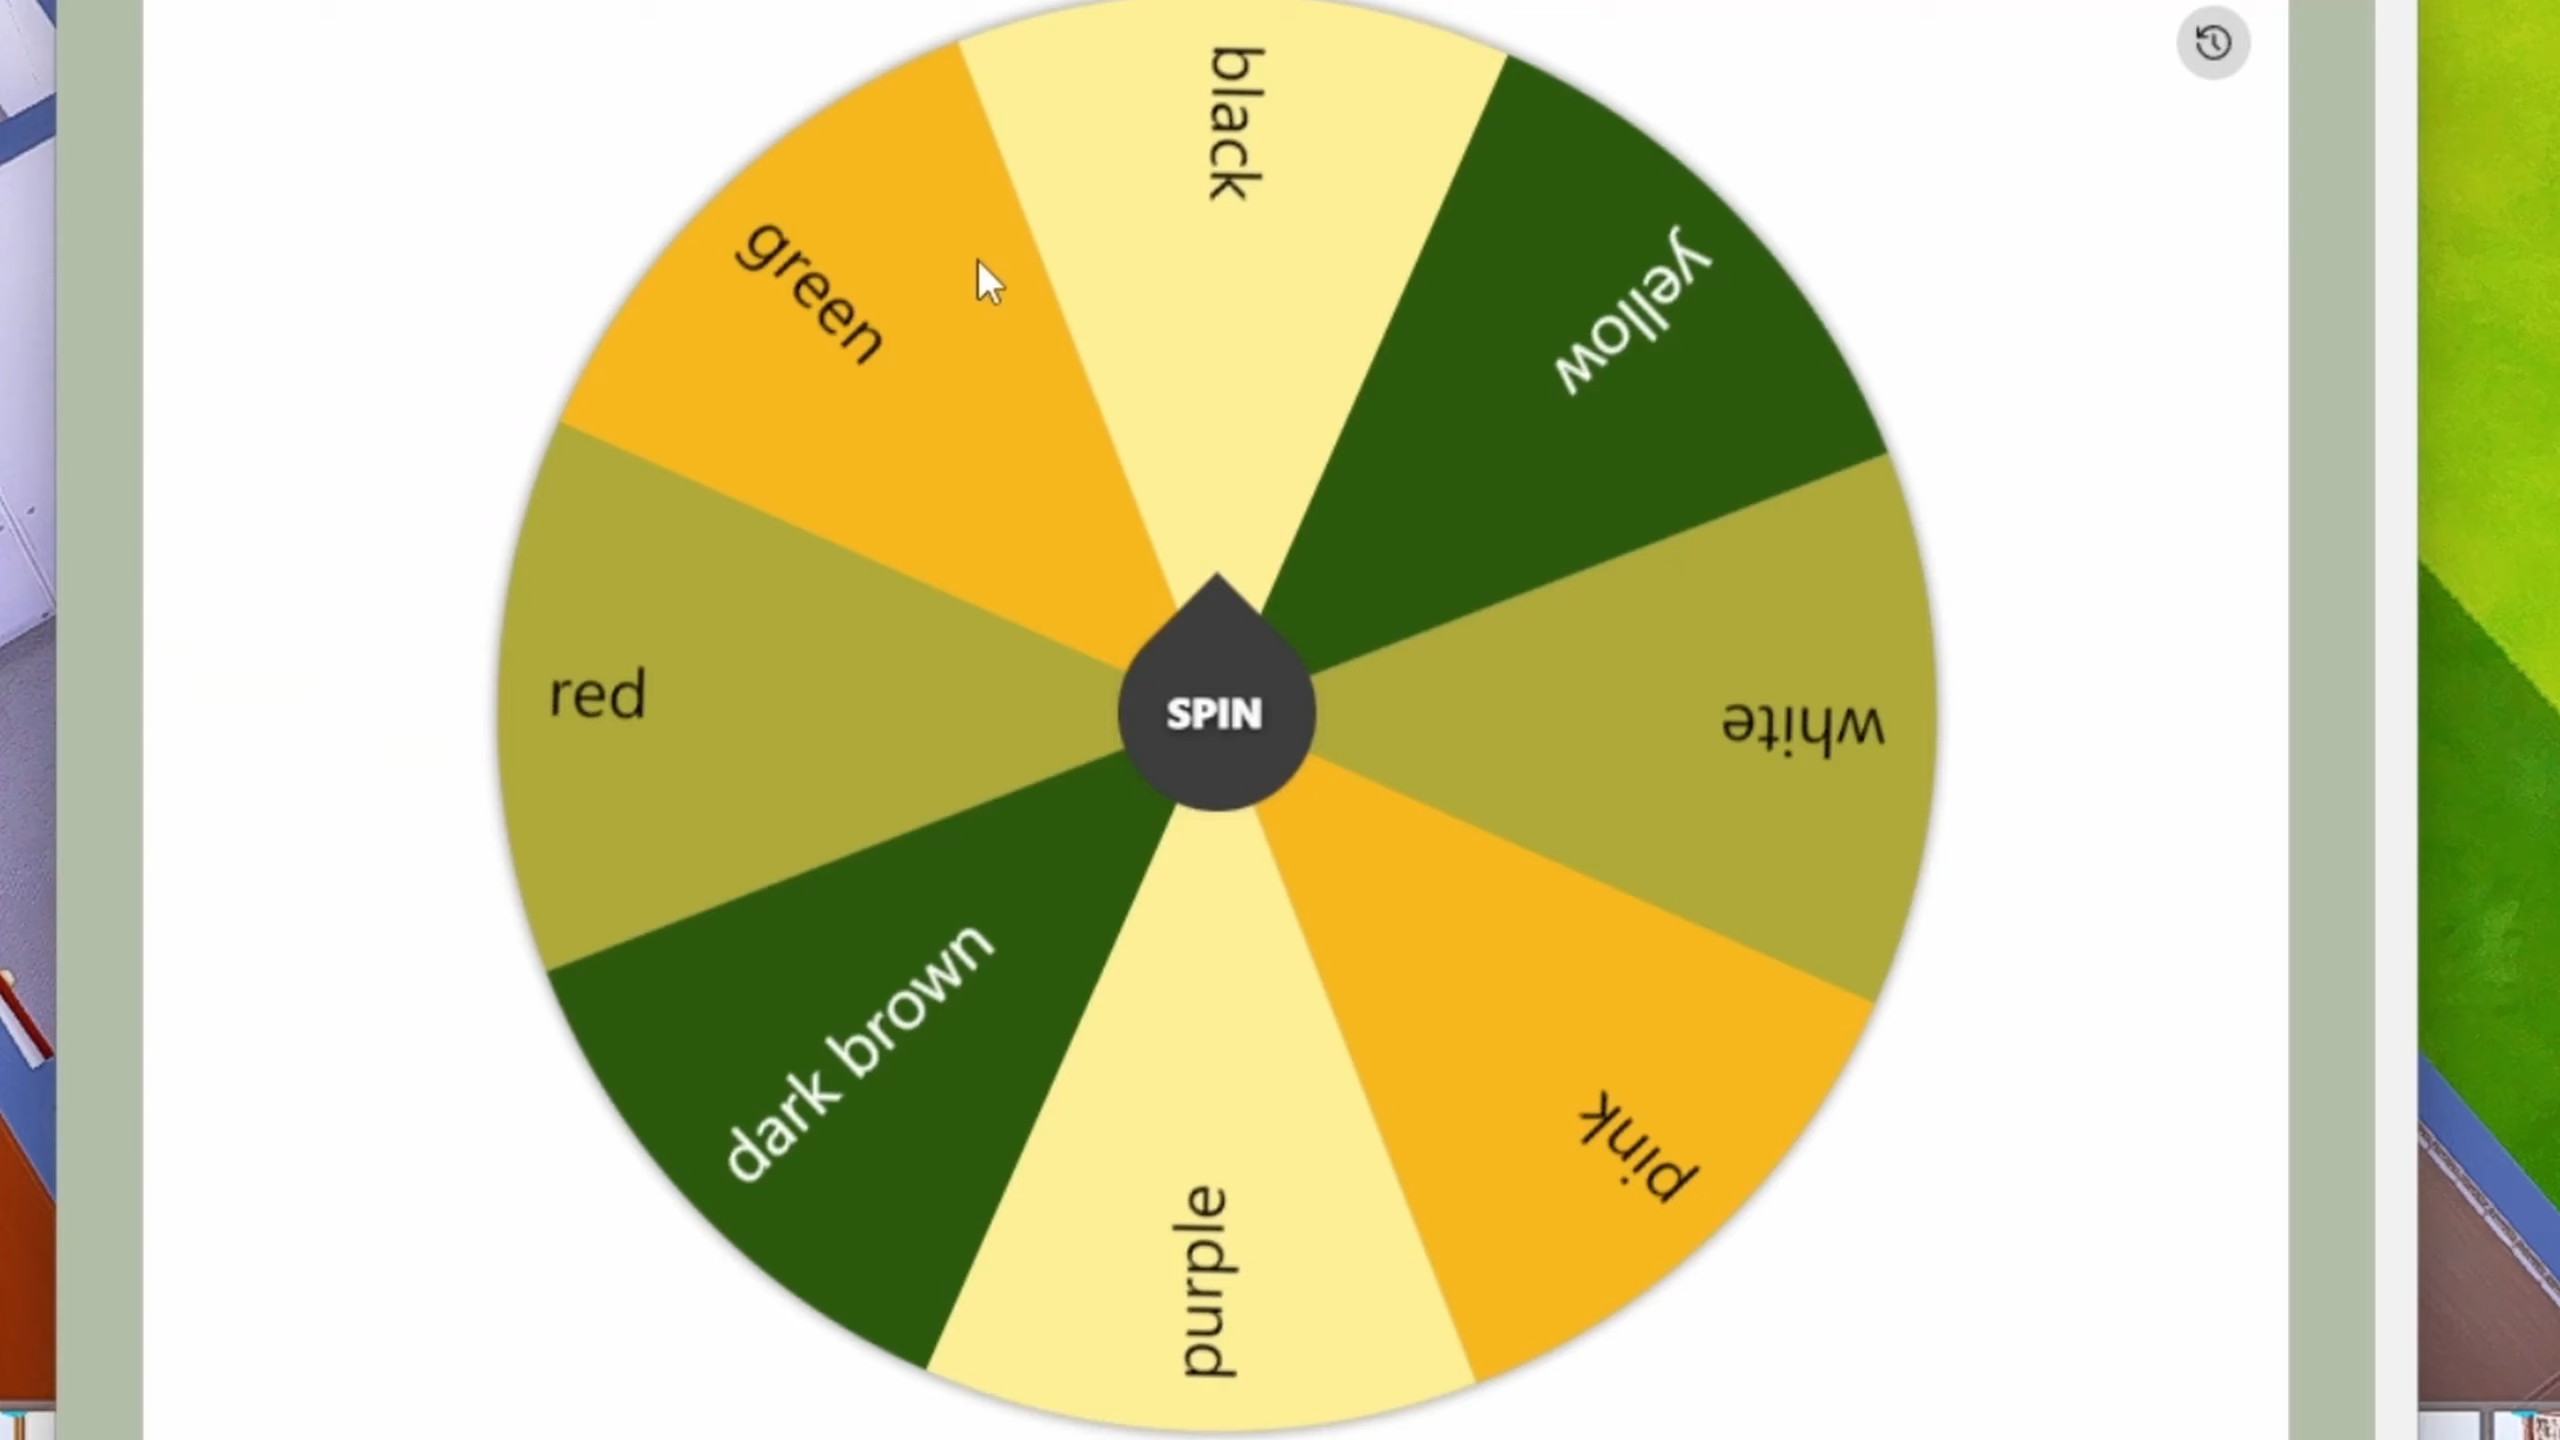 black
yellow
green
red
SPIN
white
dark brown
pink
purple